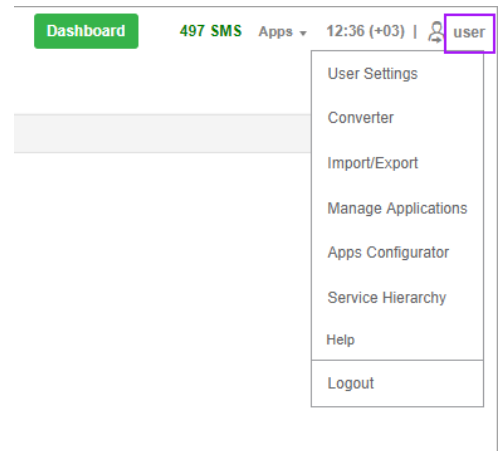 Dashboard 497 SMS Apps 12:36 (+03) | user
User Settings
Converter
Import/Export
Manage Applications
Apps Configurator
Service Hierarchy
Help
Logout